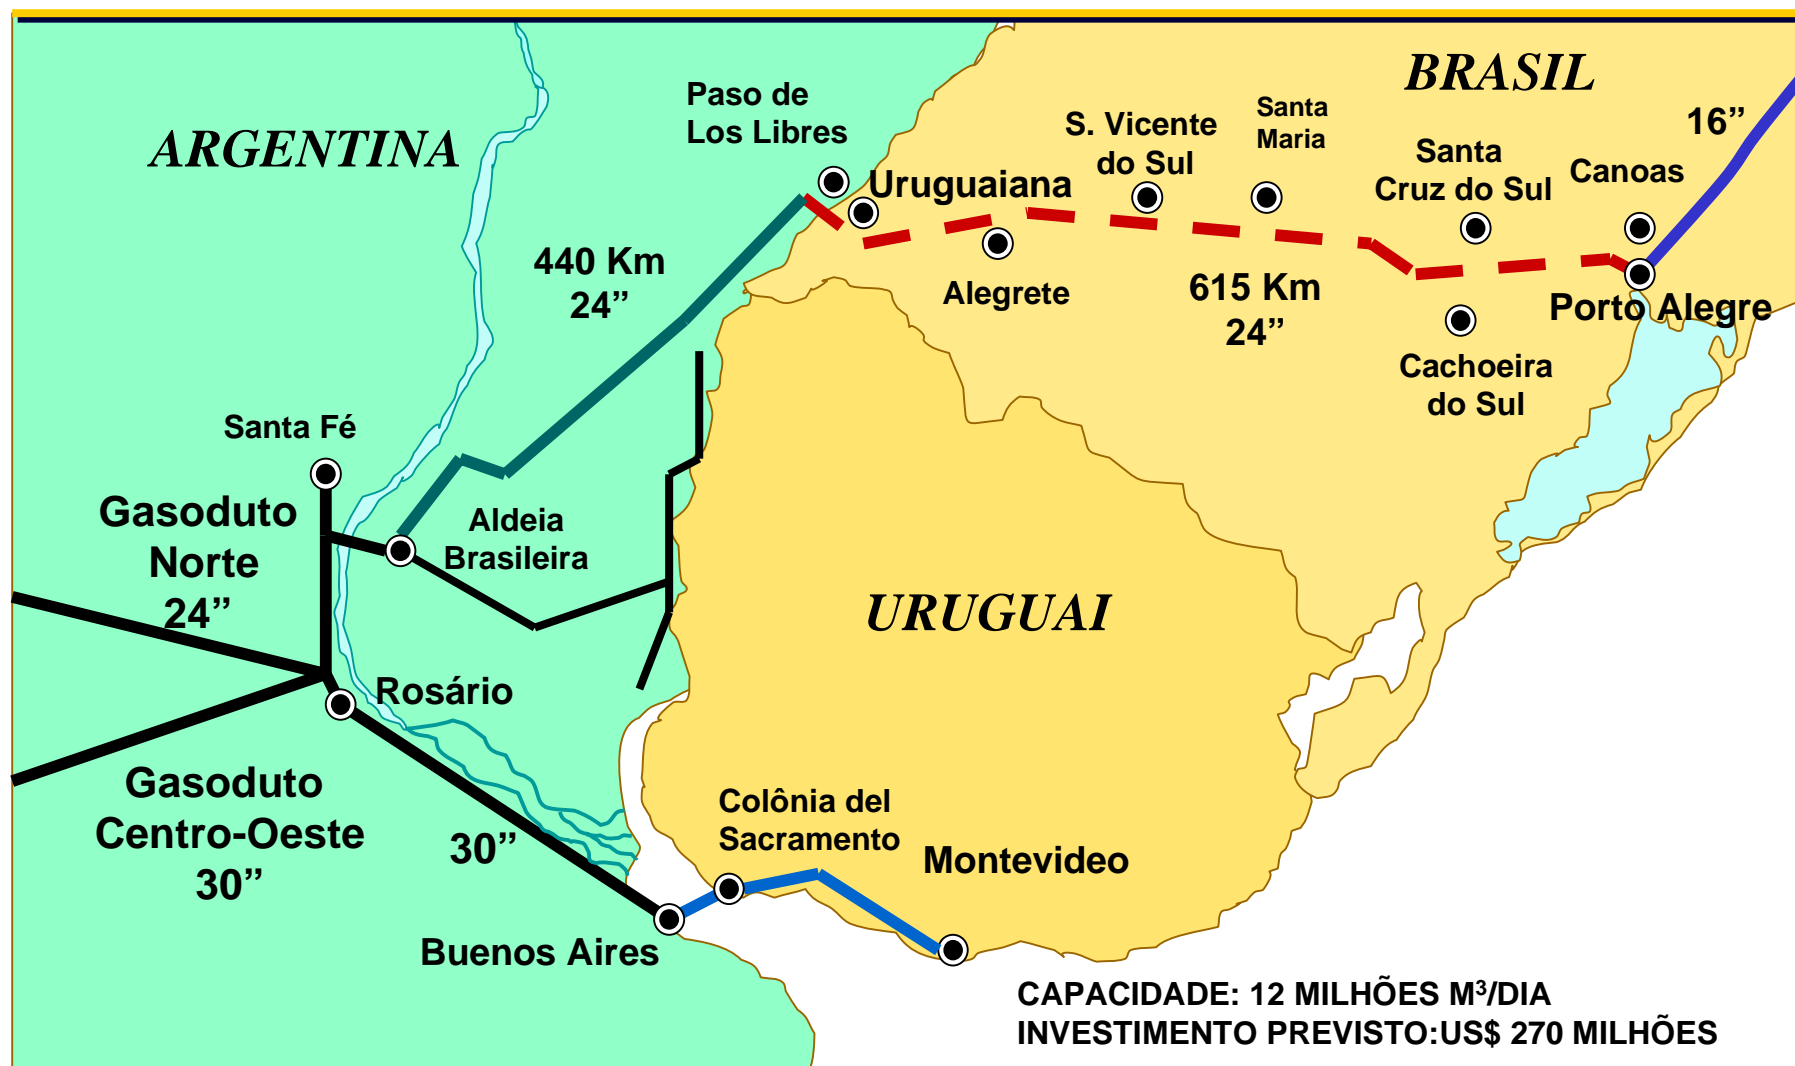 BRASIL
ARGENTINA
Paso de
Los Libres
Uruguaiana
S. Vicente
do Sul
Santa
Maria
Santa
Cruz do Sul
Canoas
16”
440 Km
24”
Alegrete
615 Km
24”
Porto Alegre
Cachoeira
do Sul
Santa Fé
Gasoduto
Norte
24”
Aldeia
Brasileira
URUGUAI
Rosário
Gasoduto
Centro-Oeste
30”
30”
Colônia del
Sacramento
Montevideo
Buenos Aires
CAPACIDADE: 12 MILHÕES M³/DIA
INVESTIMENTO PREVISTO:US$ 270 MILHÕES